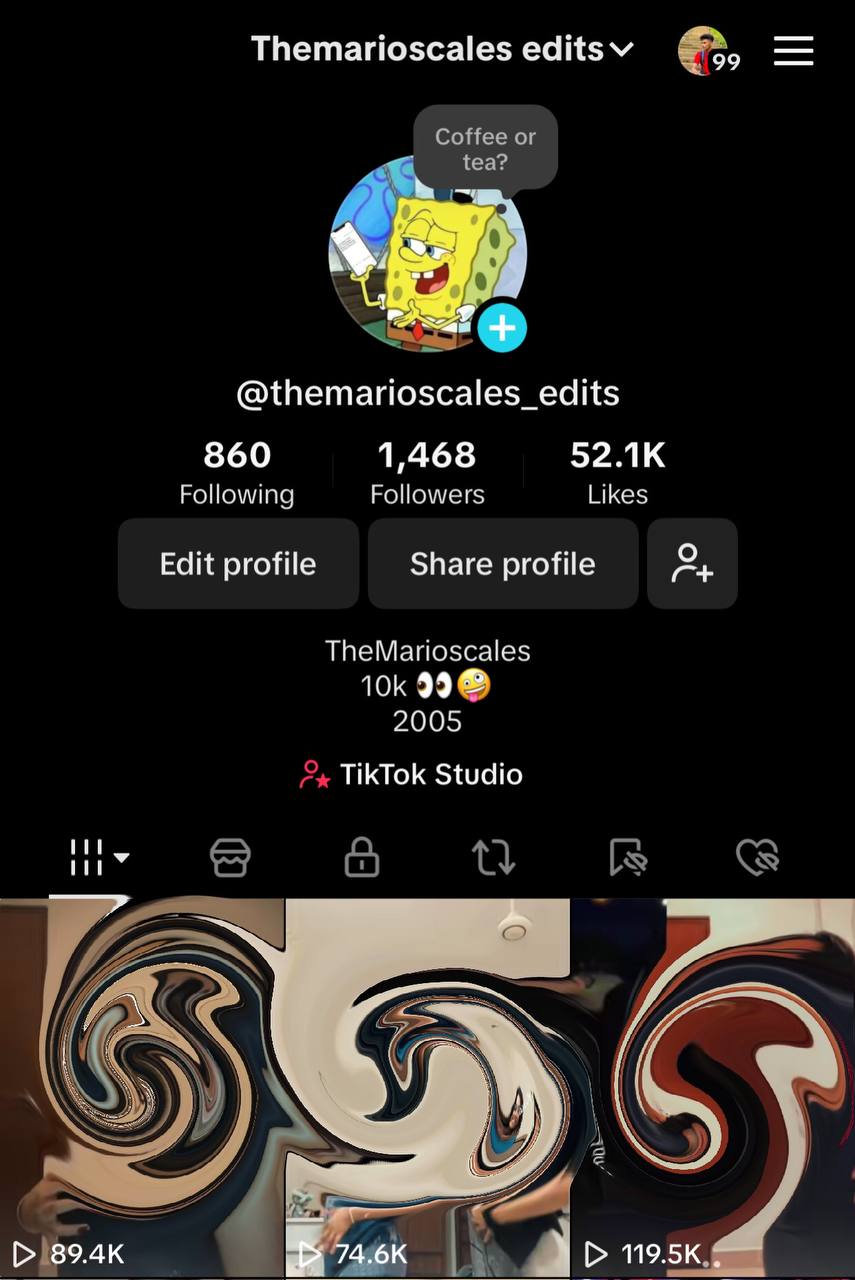 Themarioscales edits
99
Coffee or
tea?
@themarioscales_edits
860 1,468 52.1K
Following Followers Likes
Edit profile Share profile
TheMarioscales
10k 👀🤪
2005
TikTok Studio
89.4K 74.6K 119.5K